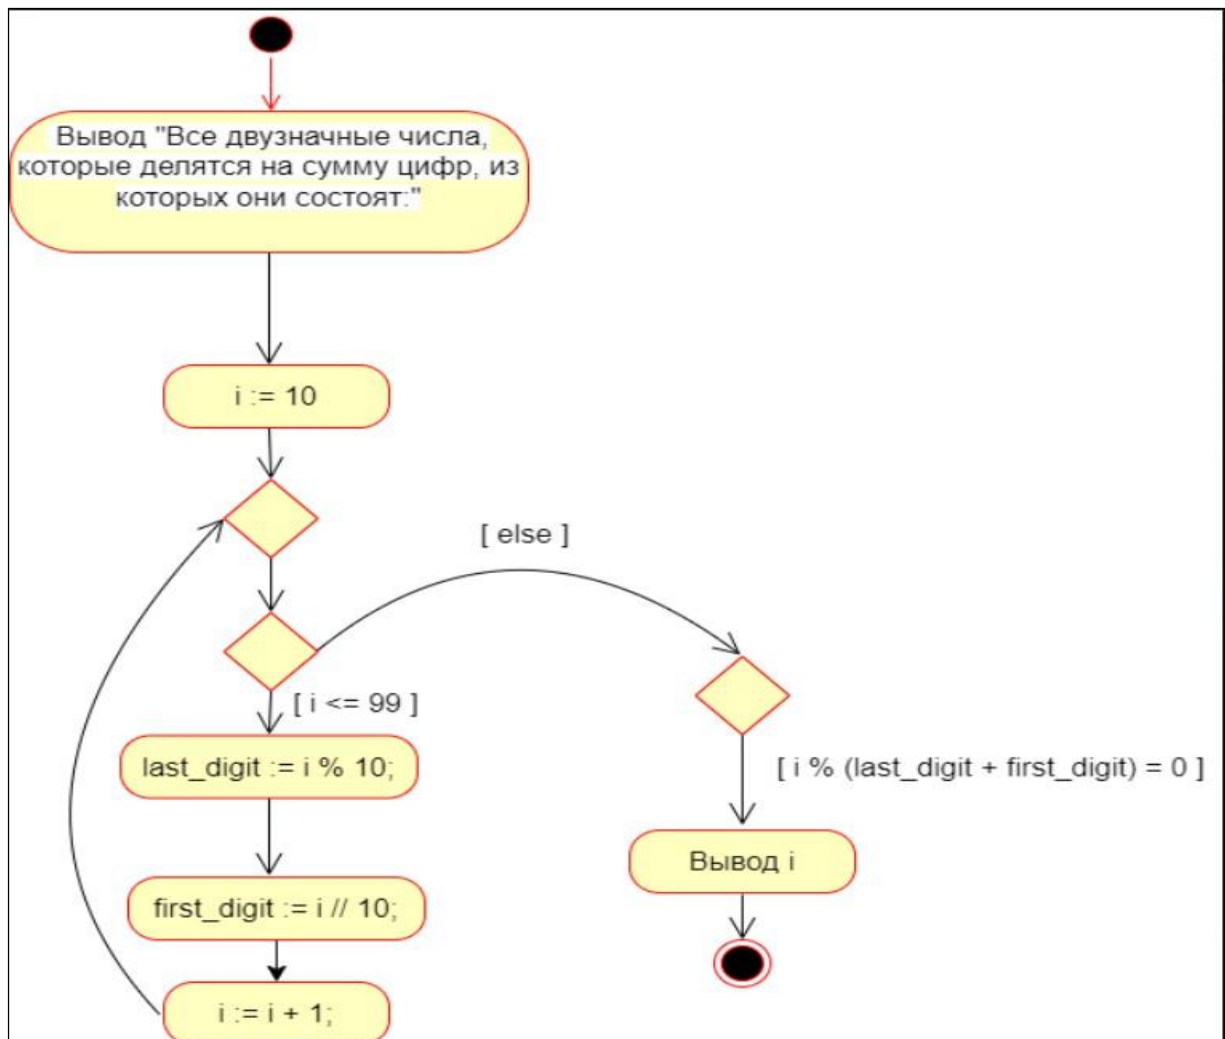 Вывод "Все двузначные числа,
которые делятся на сумму цифр, из
которых они состоят:"
i := 10
[ else ]
[ i <= 99 ]
last_digit := i % 10;
[ i % (last_digit + first_digit) = 0 ]
Вывод i
first_digit := i // 10;
i := i + 1;